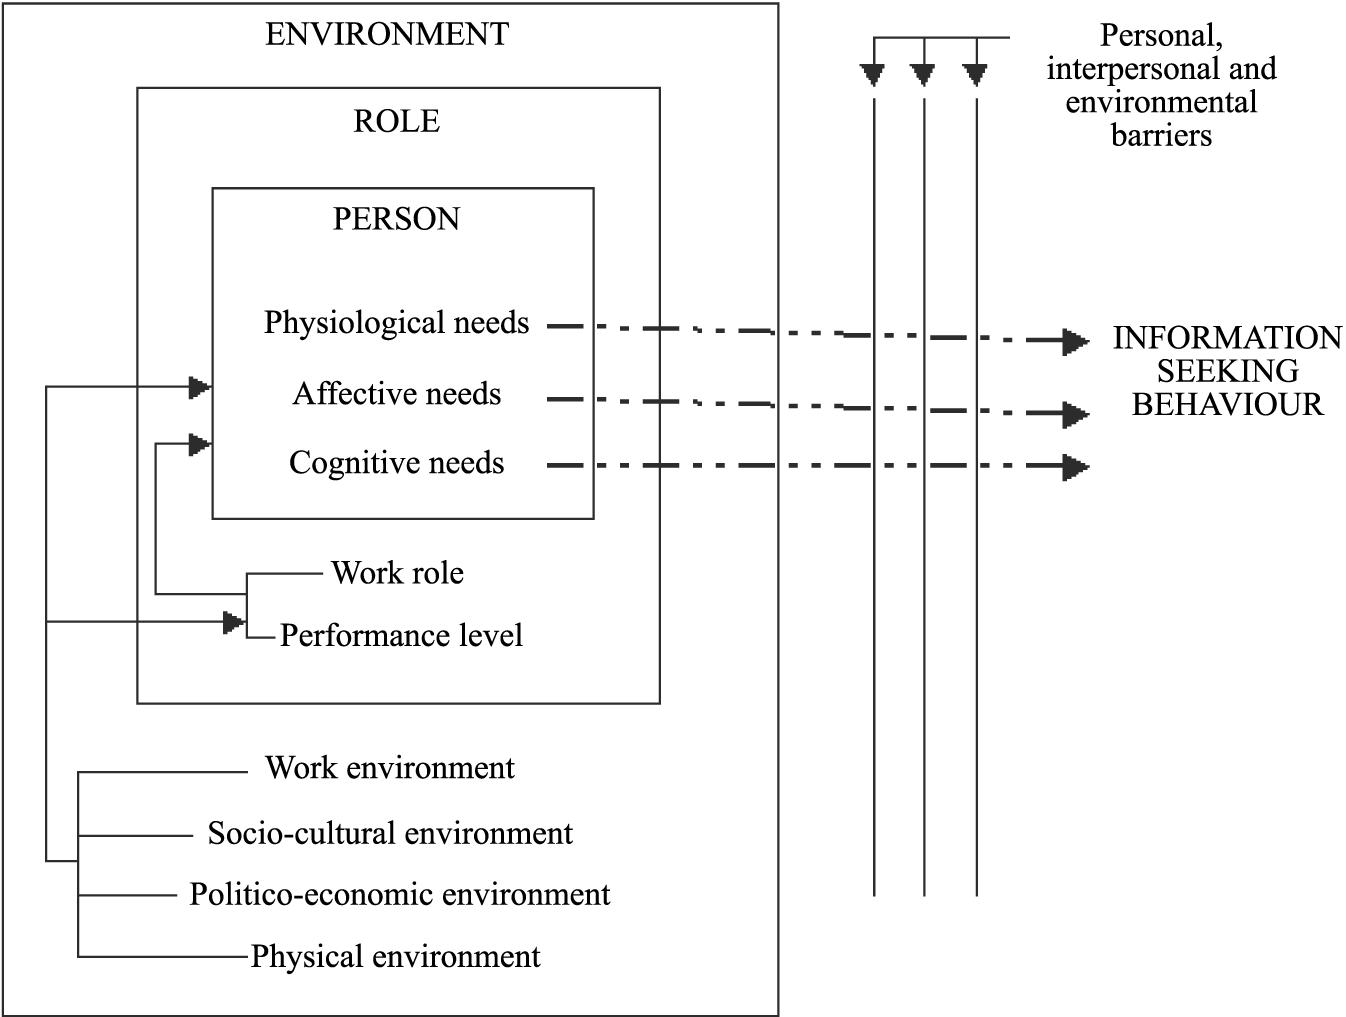 ENVIRONMENT
ROLE
PERSON
Physiological needs
Affective needs
Cognitive needs
Work role
Performance level
Work environment
Socio-cultural environment
Politico-economic environment
Physical environment
Personal,
interpersonal and
environmental
barriers
INFORMATION
SEEKING
BEHAVIOUR